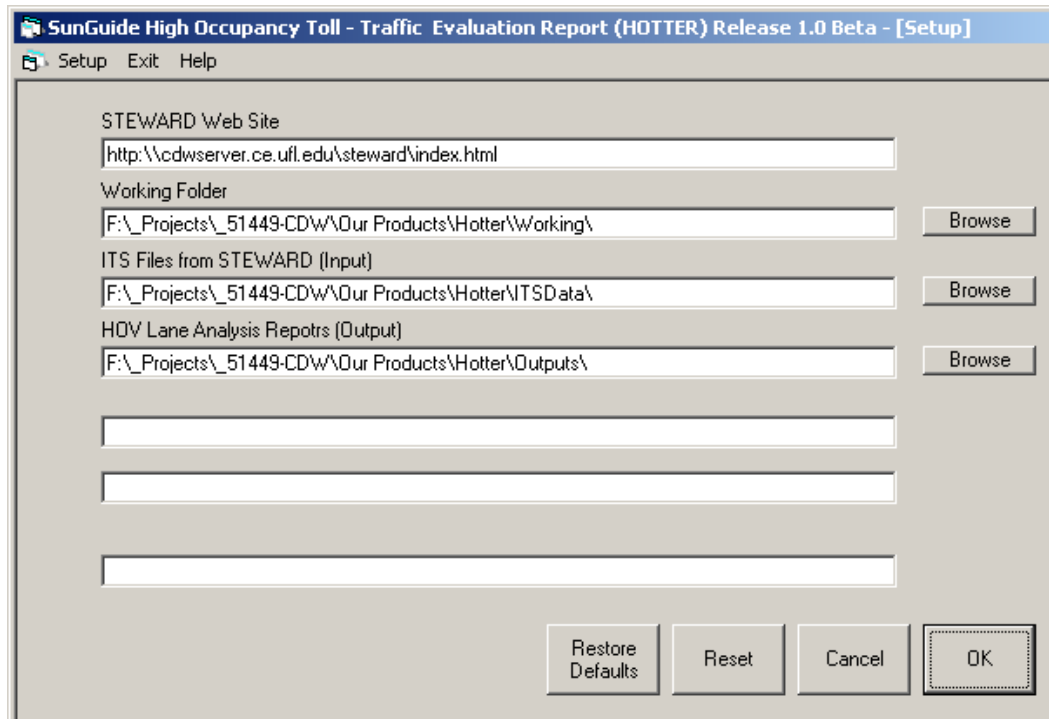 SunGuide High Occupancy Toll - Traffic  Evaluation Report (HOTTER) Release 1.0 Beta - [Setup]
Setup Exit Help
STEWARD Web Site
http:\\cdwserver.ce.ufl.edu\steward\index.html
Working Folder
F:\_Projects\_51449-CDW\Our Products\Hotter\Working\ Browse
ITS Files from STEWARD (Input)
F:\_Projects\_51449-CDW\Our Products\Hotter\ITSData\ Browse
HOV Lane Analysis Repotrs (Output)
F:\_Projects\_51449-CDW\Our Products\Hotter\Outputs\ Browse
Restore
Defaults Reset Cancel OK